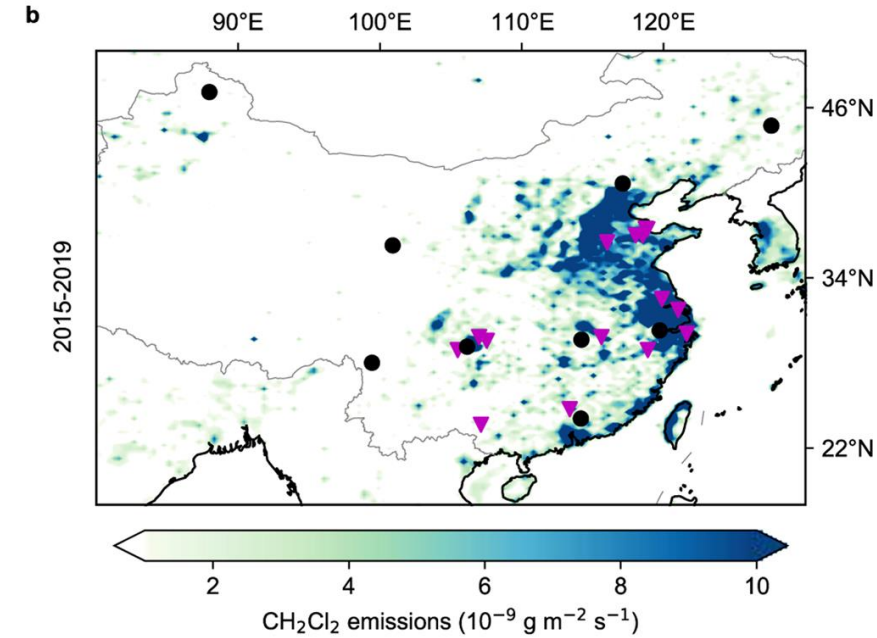 b
90°E 100°E 110°E 120°E
46°N
34°N
22°N
2015-2019
2 4 6 8 10
CH₂Cl₂ emissions (10⁻⁹ g m⁻² s⁻¹)